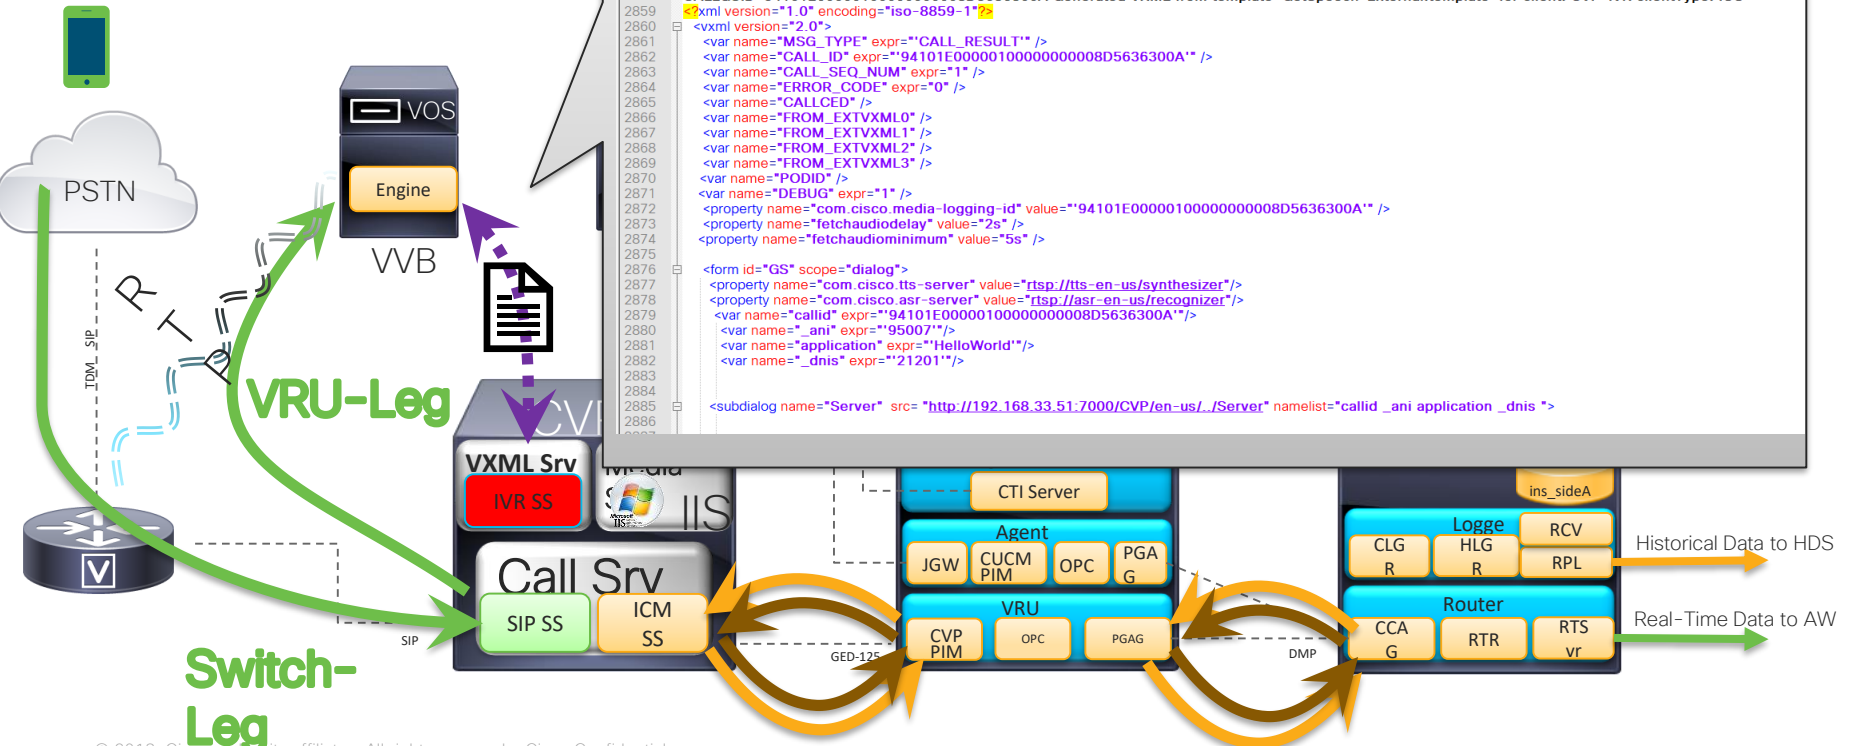 2859 <?xml version="1.0" encoding="iso-8859-1"?>
2860 <vxml version="2.0">
2861 <var name="MSG_TYPE" expr="'CALL_RESULT'" />
2862 <var name="CALL_ID" expr="'94101E00000100000000008D5636300A'" />
2863 <var name="CALL_SEQ_NUM" expr="1" />
2864 <var name="ERROR_CODE" expr="0" />
2865 <var name="CALLCED" />
2866 <var name="FROM_EXTVXML0" />
2867 <var name="FROM_EXTVXML1" />
2868 <var name="FROM_EXTVXML2" />
2869 <var name="FROM_EXTVXML3" />
2870 <var name="PODID" />
2871 <var name="DEBUG" expr="1" />
2872 <property name="com.cisco.media-logging-id" value="'94101E00000100000000008D5636300A'" />
2873 <property name="fetchaudiodelay" value="2s" />
2874 <property name="fetchaudiominimum" value="5s" />
2875
2876 <form id="GS" scope="dialog">
2877 <property name="com.cisco.tts-server" value="rtsp://tts-en-us/synthesizer"/>
2878 <property name="com.cisco.asr-server" value="rtsp://asr-en-us/recognizer"/>
2879 <var name="callid" expr="'94101E00000100000000008D5636300A'"/>
2880 <var name="_ani" expr="'95007'"/>
2881 <var name="application" expr="'HelloWorld'"/>
2882 <var name="_dnis" expr="'21201'"/>
2883
2884
2885 <subdialog name="Server" src= "http://192.168.33.51:7000/CVP/en-us/../Server" namelist="callid _ani application _dnis ">
2886
VOS
Engine
VVB
PSTN
R
T
P
TDM_SIP
VRU-Leg
VXML Srv
IVR SS
Microsoft
IIS
IIS
Call Srv
SIP SS
ICM
SS
SIP
Switch-
Leg
GED-125
CTI Server
Agent
JGW
CUCM
PIM
OPC
PGA
G
VRU
CVP
PIM
OPC
PGAG
DMP
ins_sideA
Logge
CLG
R
HLG
R
RCV
RPL
Router
CCA
G
RTR
RTS
vr
Historical Data to HDS
Real-Time Data to AW